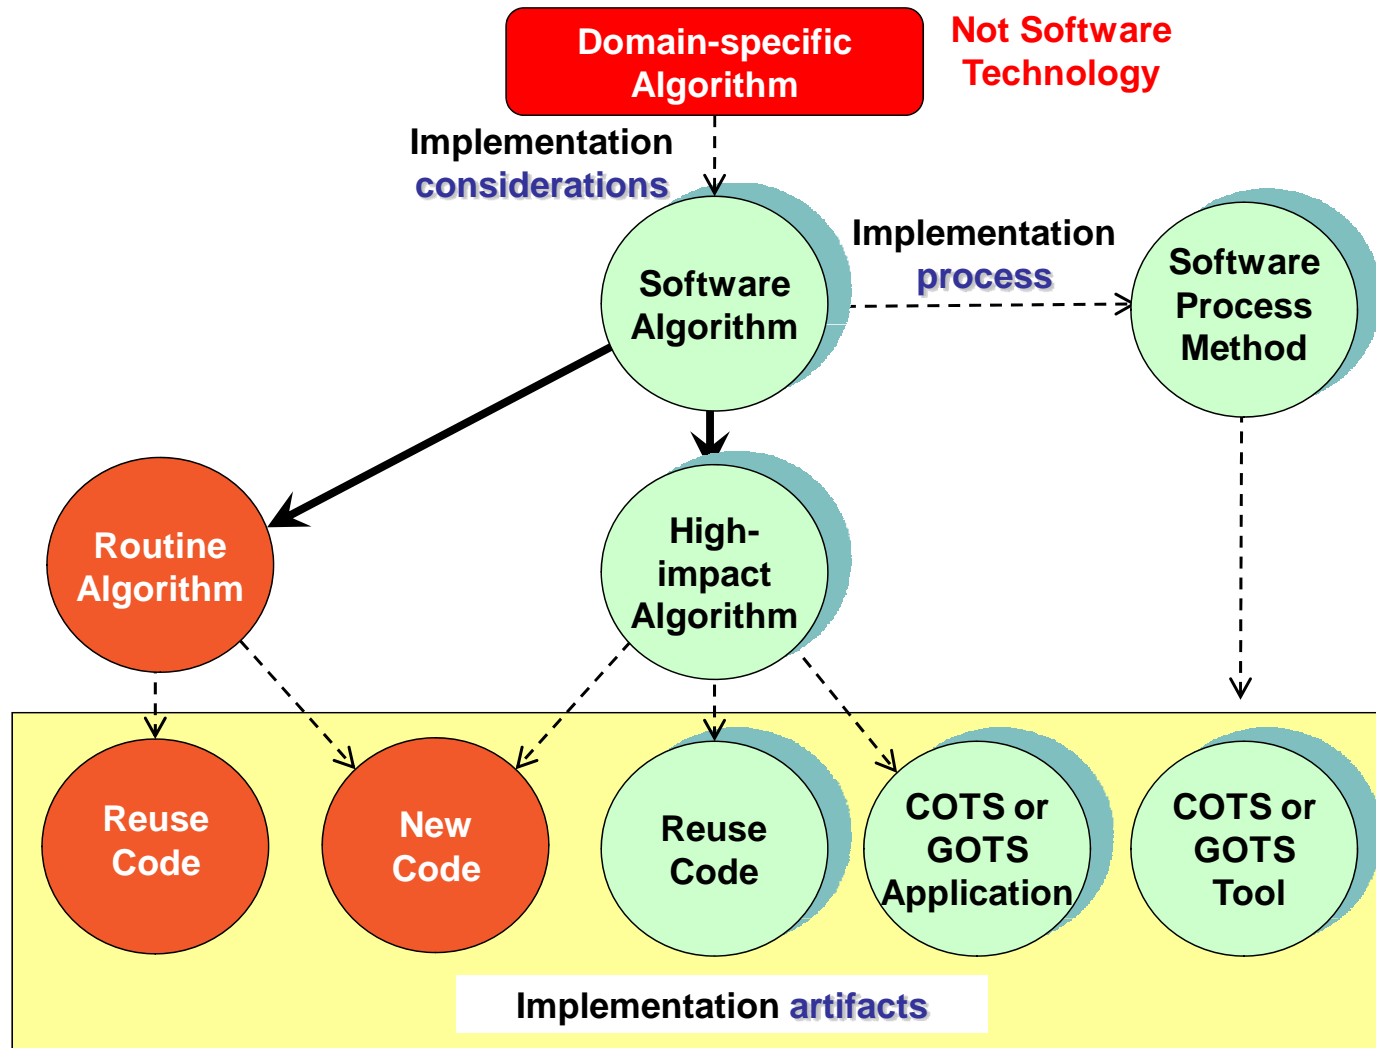 Domain-specific
Algorithm
Not Software
Technology
Implementation
considerations
Implementation
process
Software
Algorithm
Software
Process
Method
Routine
Algorithm
High-
impact
Algorithm
Reuse
Code
New
Code
Reuse
Code
COTS or
GOTS
Application
COTS or
GOTS
Tool
Implementation artifacts